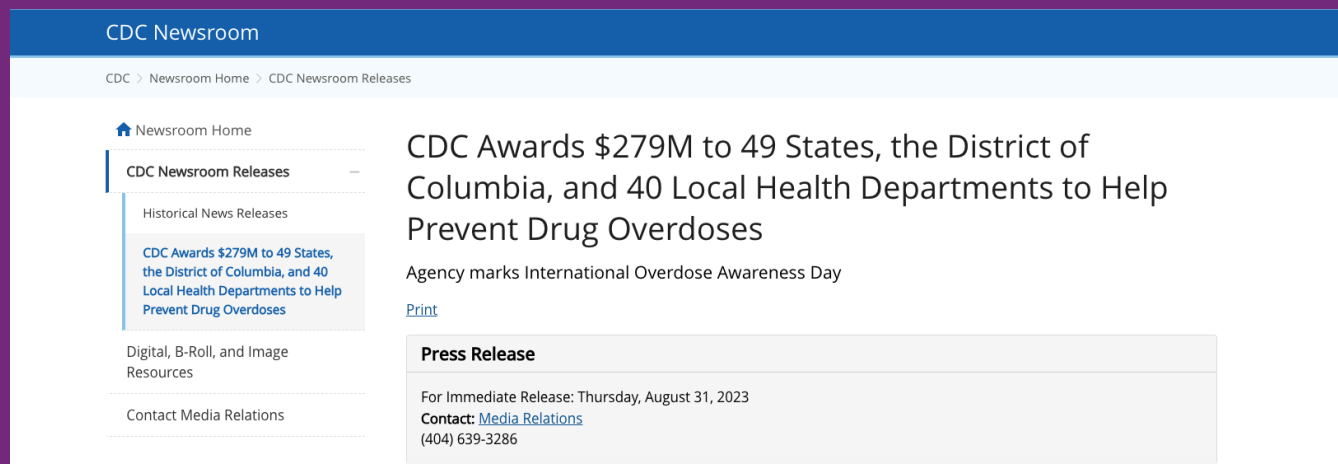 CDC Newsroom
CDC > Newsroom Home > CDC Newsroom Releases
Newsroom Home
CDC Newsroom Releases
Historical News Releases
CDC Awards $279M to 49 States,
the District of Columbia, and 40
Local Health Departments to Help
Prevent Drug Overdoses
Digital, B-Roll, and Image
Resources
Contact Media Relations
CDC Awards $279M to 49 States, the District of
Columbia, and 40 Local Health Departments to Help
Prevent Drug Overdoses
Agency marks International Overdose Awareness Day
Print
Press Release
For Immediate Release: Thursday, August 31, 2023
Contact: Media Relations
(404) 639-3286